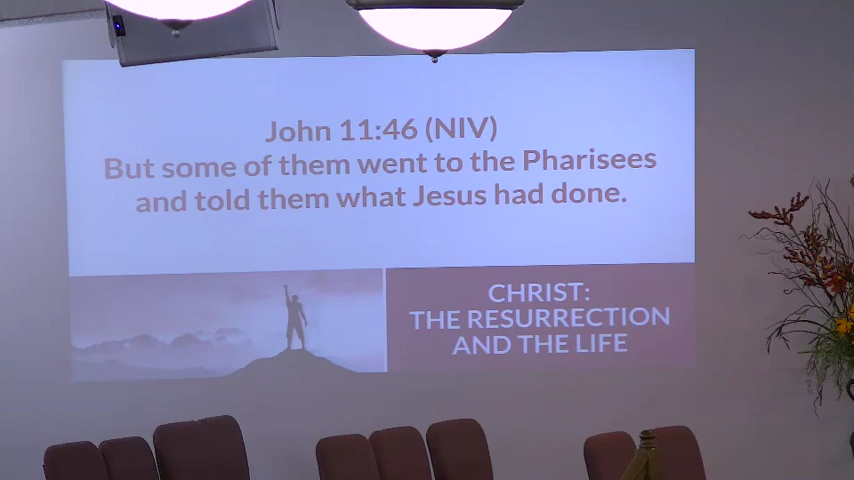 John 11:46 (NIV)
But some of them went to the Pharisees
and told them what Jesus had done.
CHRIST:
THE RESURRECTION
AND THE LIFE